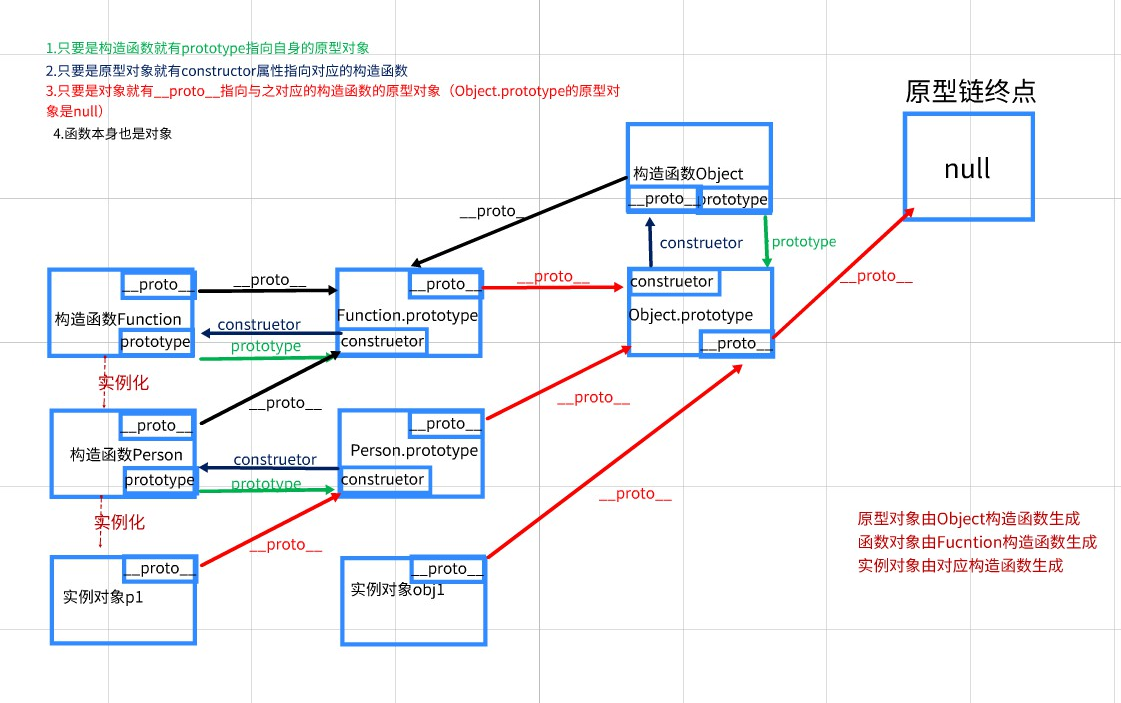 1.只要是构造函数就有prototype指向自身的原型对象
2.只要是原型对象就有constructor属性指向对应的构造函数
3.只要是对象就有__proto__指向与之对应的构造函数的原型对象（Object.prototype的原型对
象是null）
4.函数本身也是对象
原型链终点
null
构造函数Object
__proto__
prototype
__proto__
construetor
prototype
__proto__
构造函数Function
prototype
__proto__
construetor
prototype
__proto__
Function.prototype
construetor
__proto__
construetor
Object.prototype
__proto__
__proto__
实例化
__proto__
__proto__
构造函数Person
prototype
construetor
prototype
__proto__
Person.prototype
construetor
__proto__
实例化
__proto__
__proto__
__proto__
实例对象p1
__proto__
实例对象obj1
原型对象由Object构造函数生成
函数对象由Fucntion构造函数生成
实例对象由对应构造函数生成